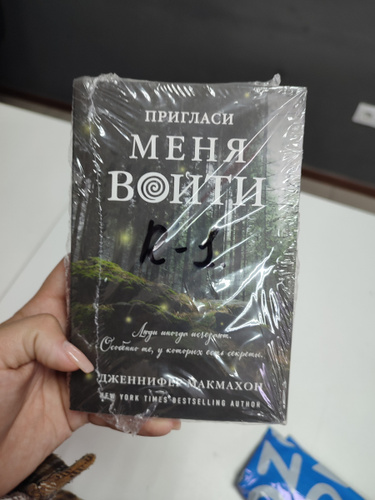 ПРИГЛАСИ
МЕНЯ
ВОЙТИ
R-1
Люди иногда исчезают.
Особенно те, у которых есть секреты.
ДЖЕННИФЕР МАКМАХОН
NEW YORK TIMES BESTSELLING AUTHOR